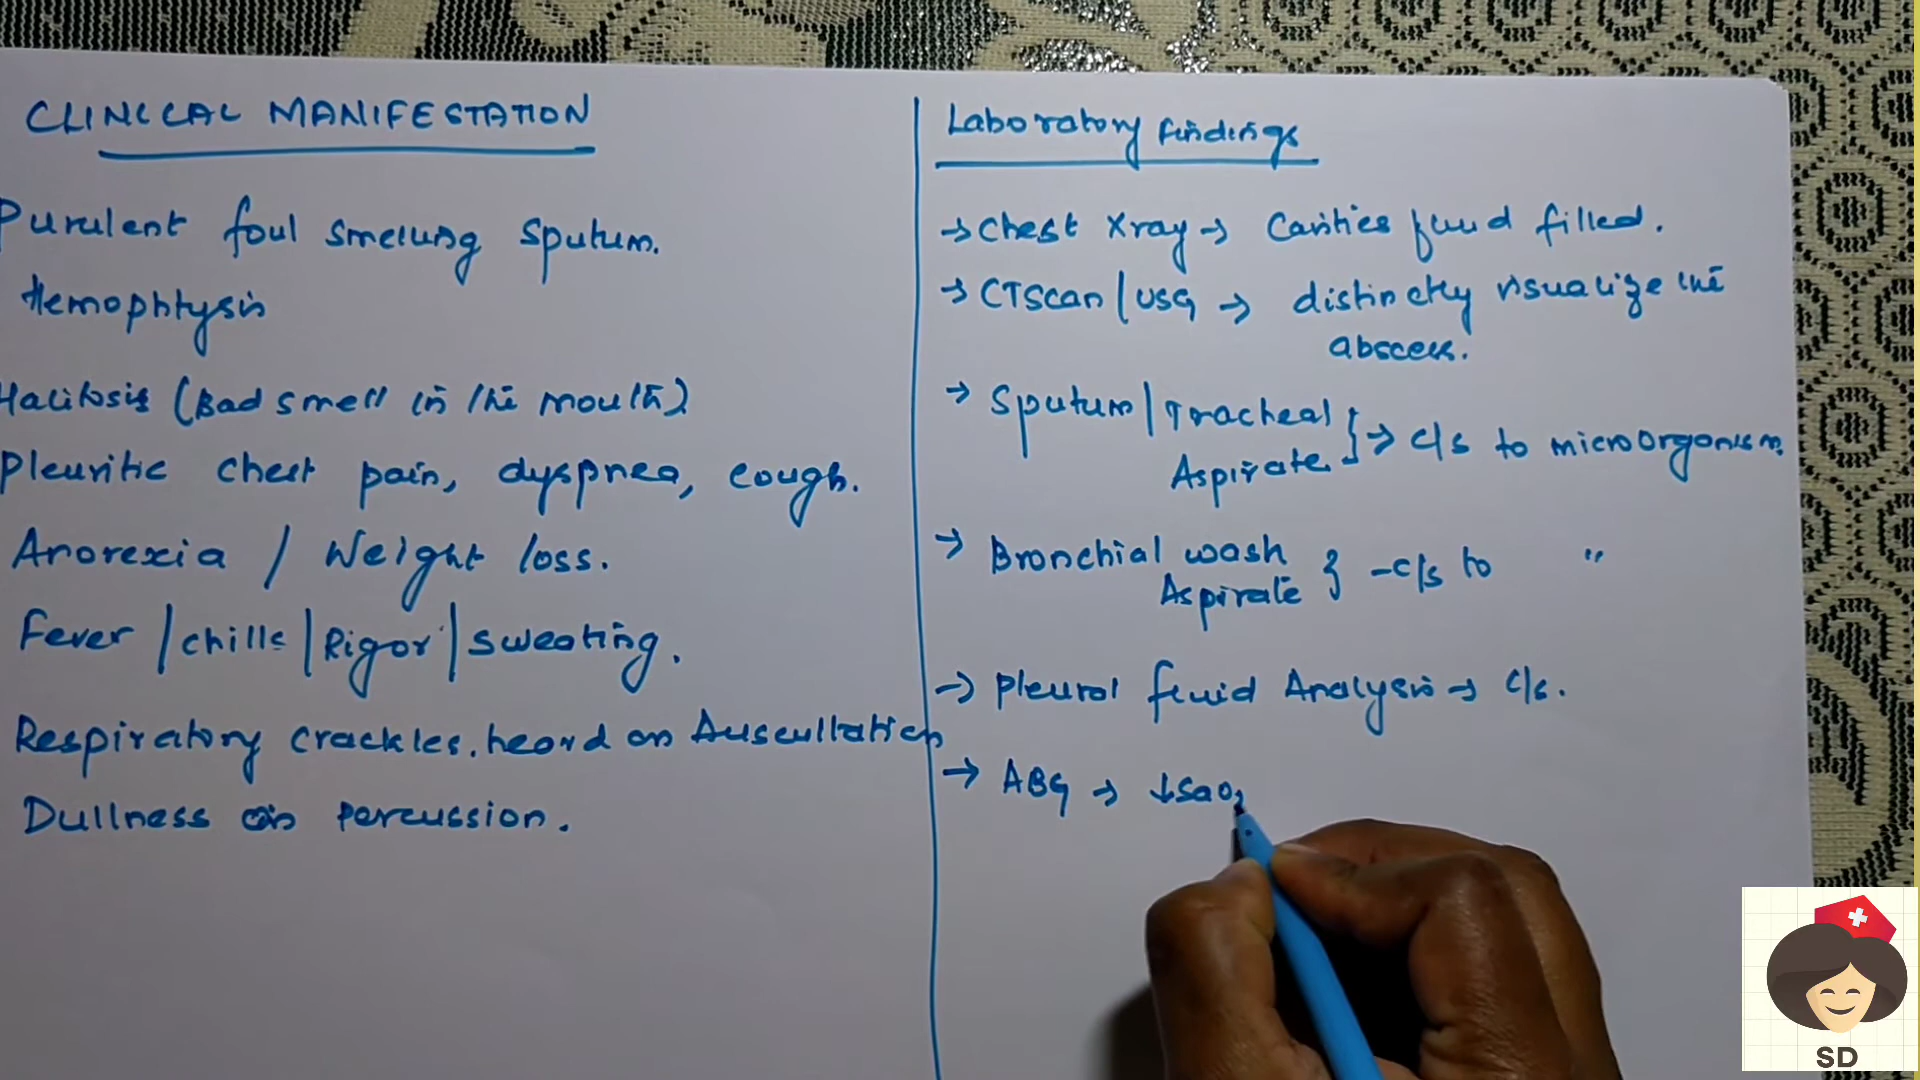 CLINICAL MANIFESTATION
Purulent foul smelling sputum.
Hemophtysis
Halitosis (Bad smell in the mouth)
Pleuritic chest pain, dyspnea, cough.
Anorexia / Weight loss.
Fever / chills / Rigor / sweating.
Respiratory crackles. heard on Auscultation
Dullness on percussion.
Laboratory findings
→ Chest Xray → Cavities fluid filled.
→ CTScan / USG → distinctly visualize the
abscess.
→ Sputum / Tracheal
Aspirate } → c/s to microorganism.
→ Bronchial wash
Aspirate } - c/s to "
→ Pleural fluid Analysis → c/s.
→ ABG → ↓SaO2
SD